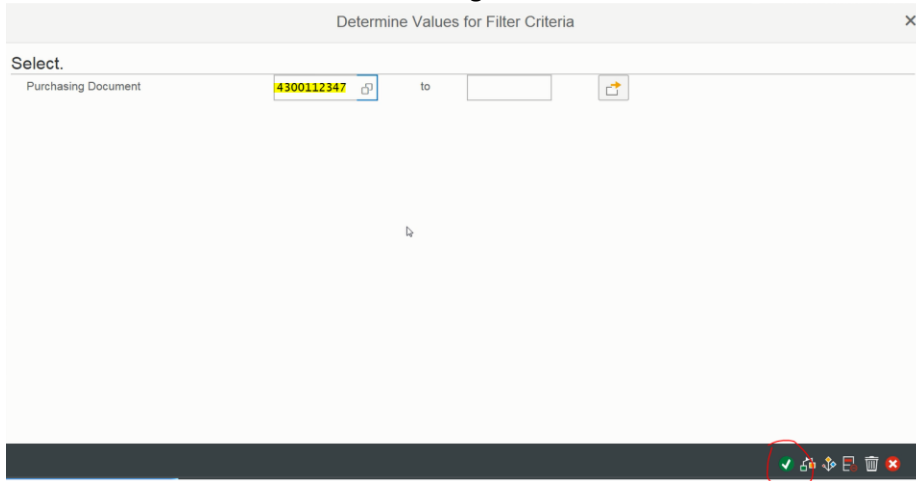 Determine Values for Filter Criteria
Select.
Purchasing Document 4300112347 to